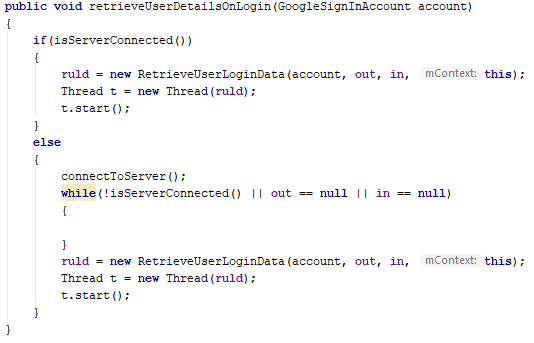 public void retrieveUserDetailsOnLogin(GoogleSignInAccount account)
{
if(isServerConnected())
{
ruld = new RetrieveUserLoginData(account, out, in, mContext: this);
Thread t = new Thread(ruld);
t.start();
}
else
{
connectToServer();
while(!isServerConnected() || out == null || in == null)
{
}
ruld = new RetrieveUserLoginData(account, out, in, mContext: this);
Thread t = new Thread(ruld);
t.start();
}
}